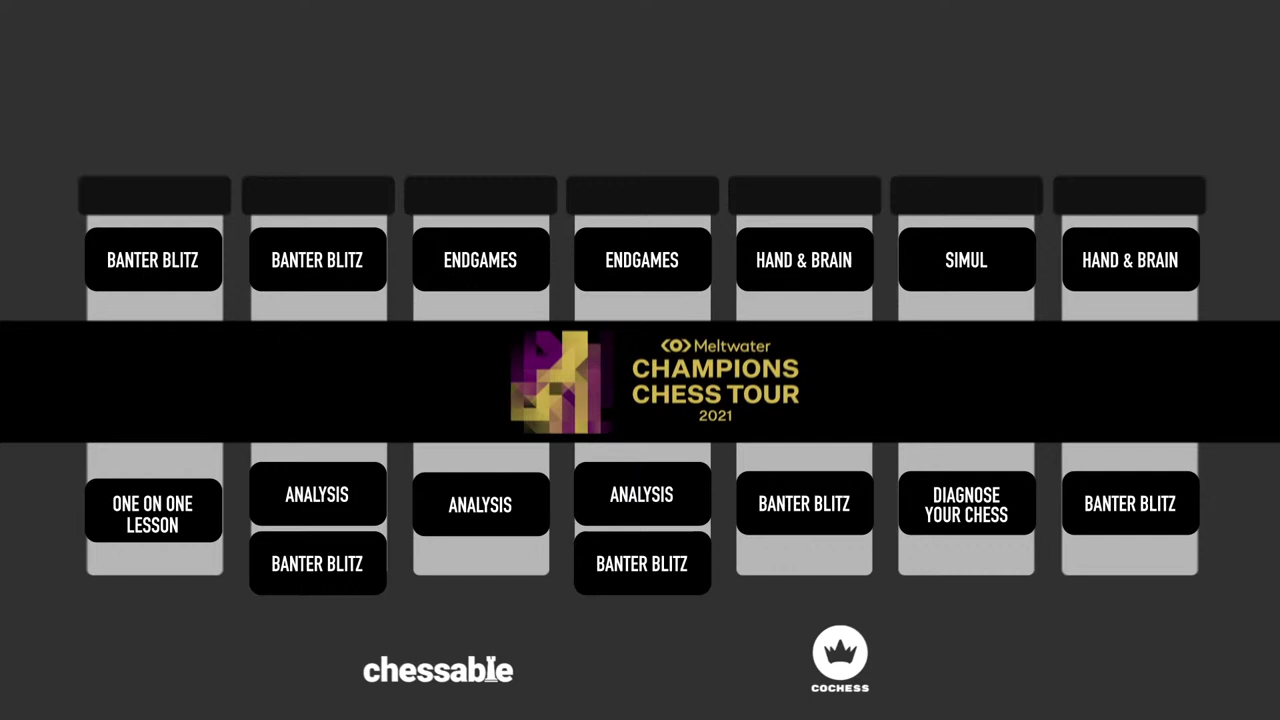 BANTER BLITZ
BANTER BLITZ
ENDGAMES
ENDGAMES
HAND & BRAIN
SIMUL
HAND & BRAIN
Meltwater
CHAMPIONS
CHESS TOUR
2021
ONE ON ONE
LESSON
ANALYSIS
BANTER BLITZ
ANALYSIS
ANALYSIS
BANTER BLITZ
BANTER BLITZ
DIAGNOSE
YOUR CHESS
BANTER BLITZ
chessable
COCHESS